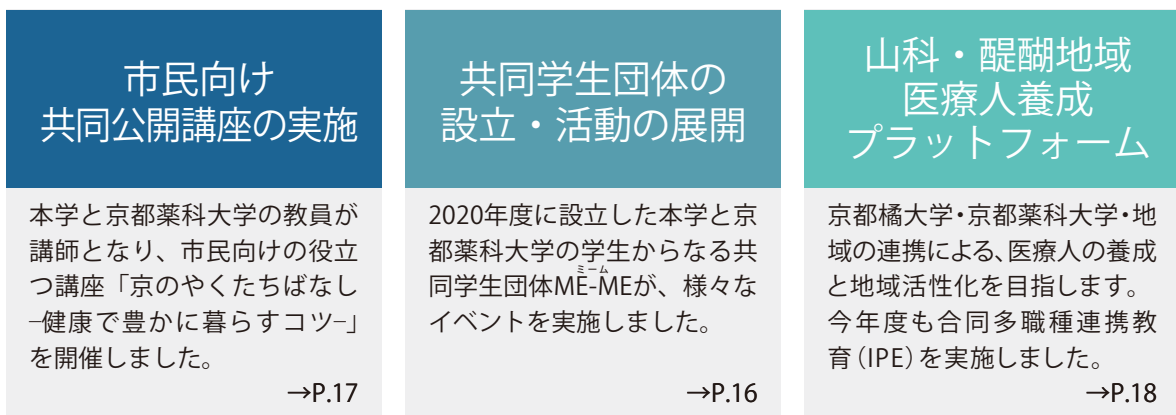 市民向け
共同公開講座の実施
本学と京都薬科大学の教員が
講師となり、市民向けの役立
つ講座「京のやくたちばなし
−健康で豊かに暮らすコツ−」
を開催しました。
→P.17
共同学生団体の
設立・活動の展開
2020年度に設立した本学と京
都薬科大学の学生からなる共
ミーム
同学生団体ME-MEが、様々な
イベントを実施しました。
→P.16
山科・醍醐地域
医療人養成
プラットフォーム
京都橘大学・京都薬科大学・地
域の連携による、医療人の養成
と地域活性化を目指します。
今年度も合同多職種連携教
育（IPE）を実施しました。
→P.18